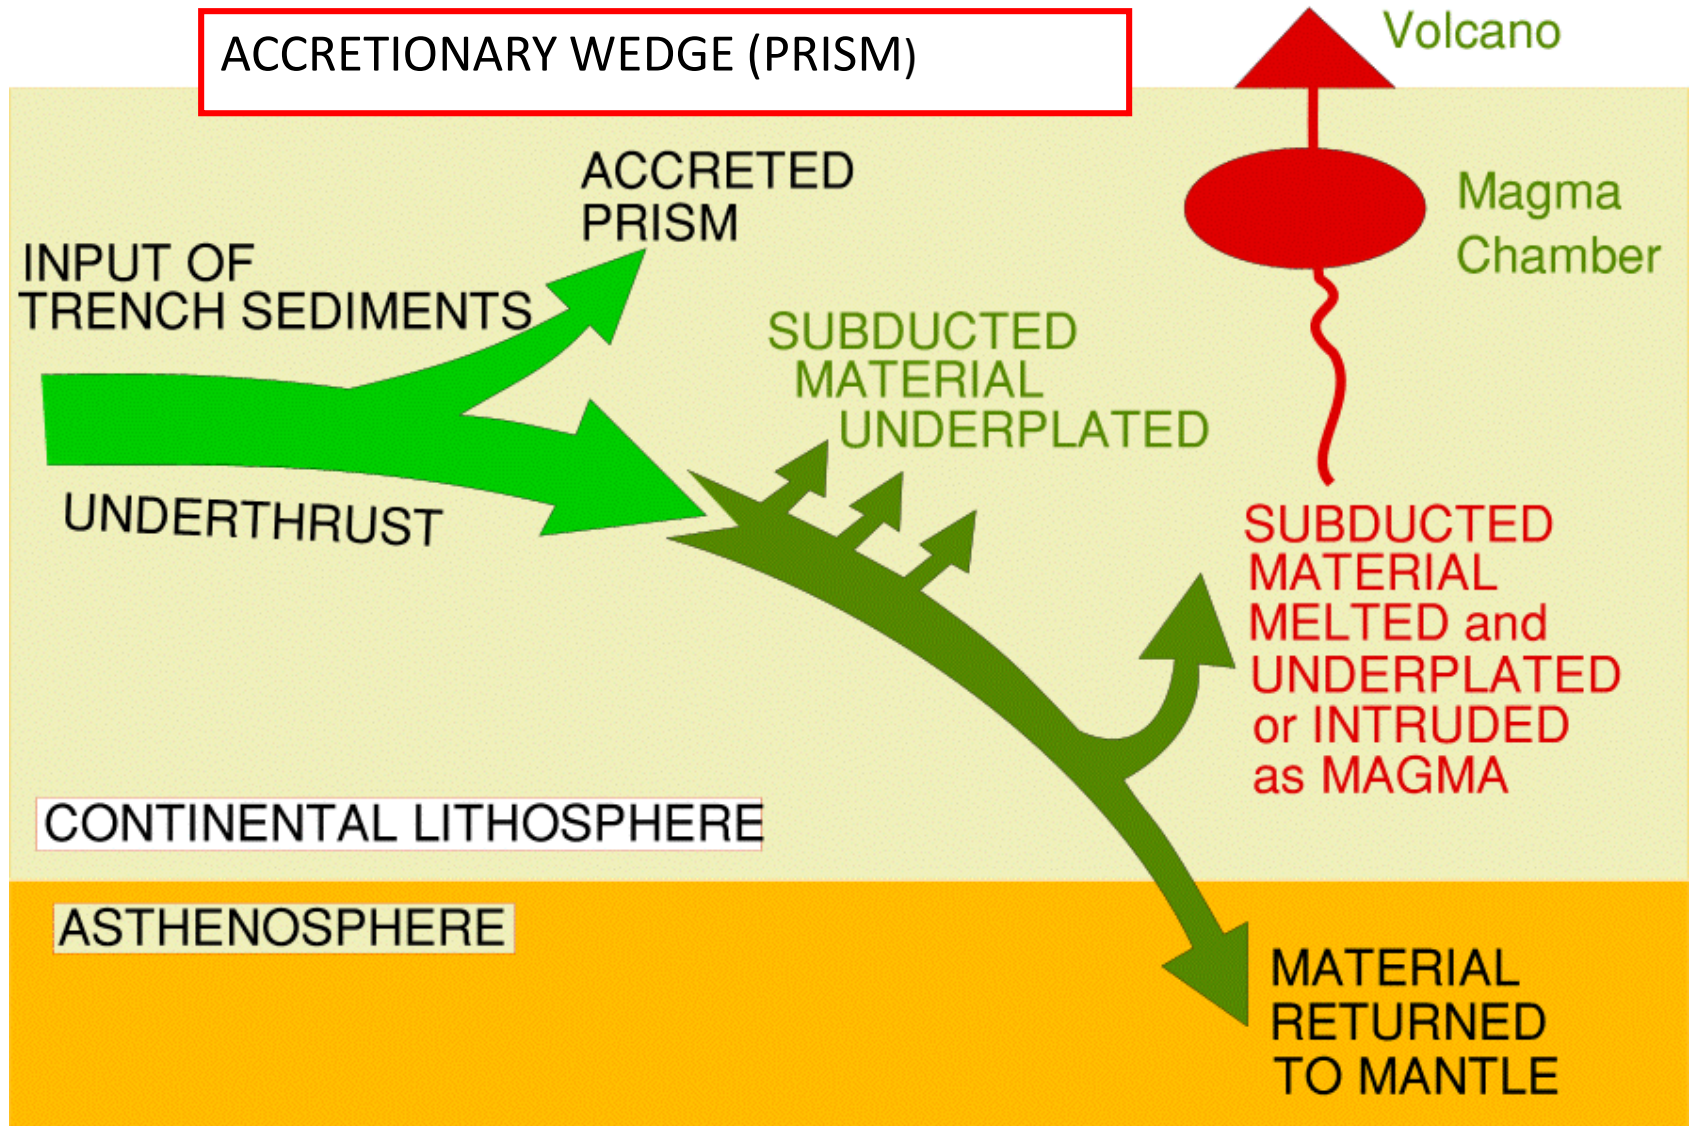 ACCRETIONARY WEDGE (PRISM)
Volcano
ACCRETED
PRISM
Magma
Chamber
INPUT OF
TRENCH SEDIMENTS
SUBDUCTED
MATERIAL
UNDERPLATED
UNDERTHRUST
SUBDUCTED
MATERIAL
MELTED and
UNDERPLATED
or INTRUDED
as MAGMA
CONTINENTAL LITHOSPHERE
ASTHENOSPHERE
MATERIAL
RETURNED
TO MANTLE